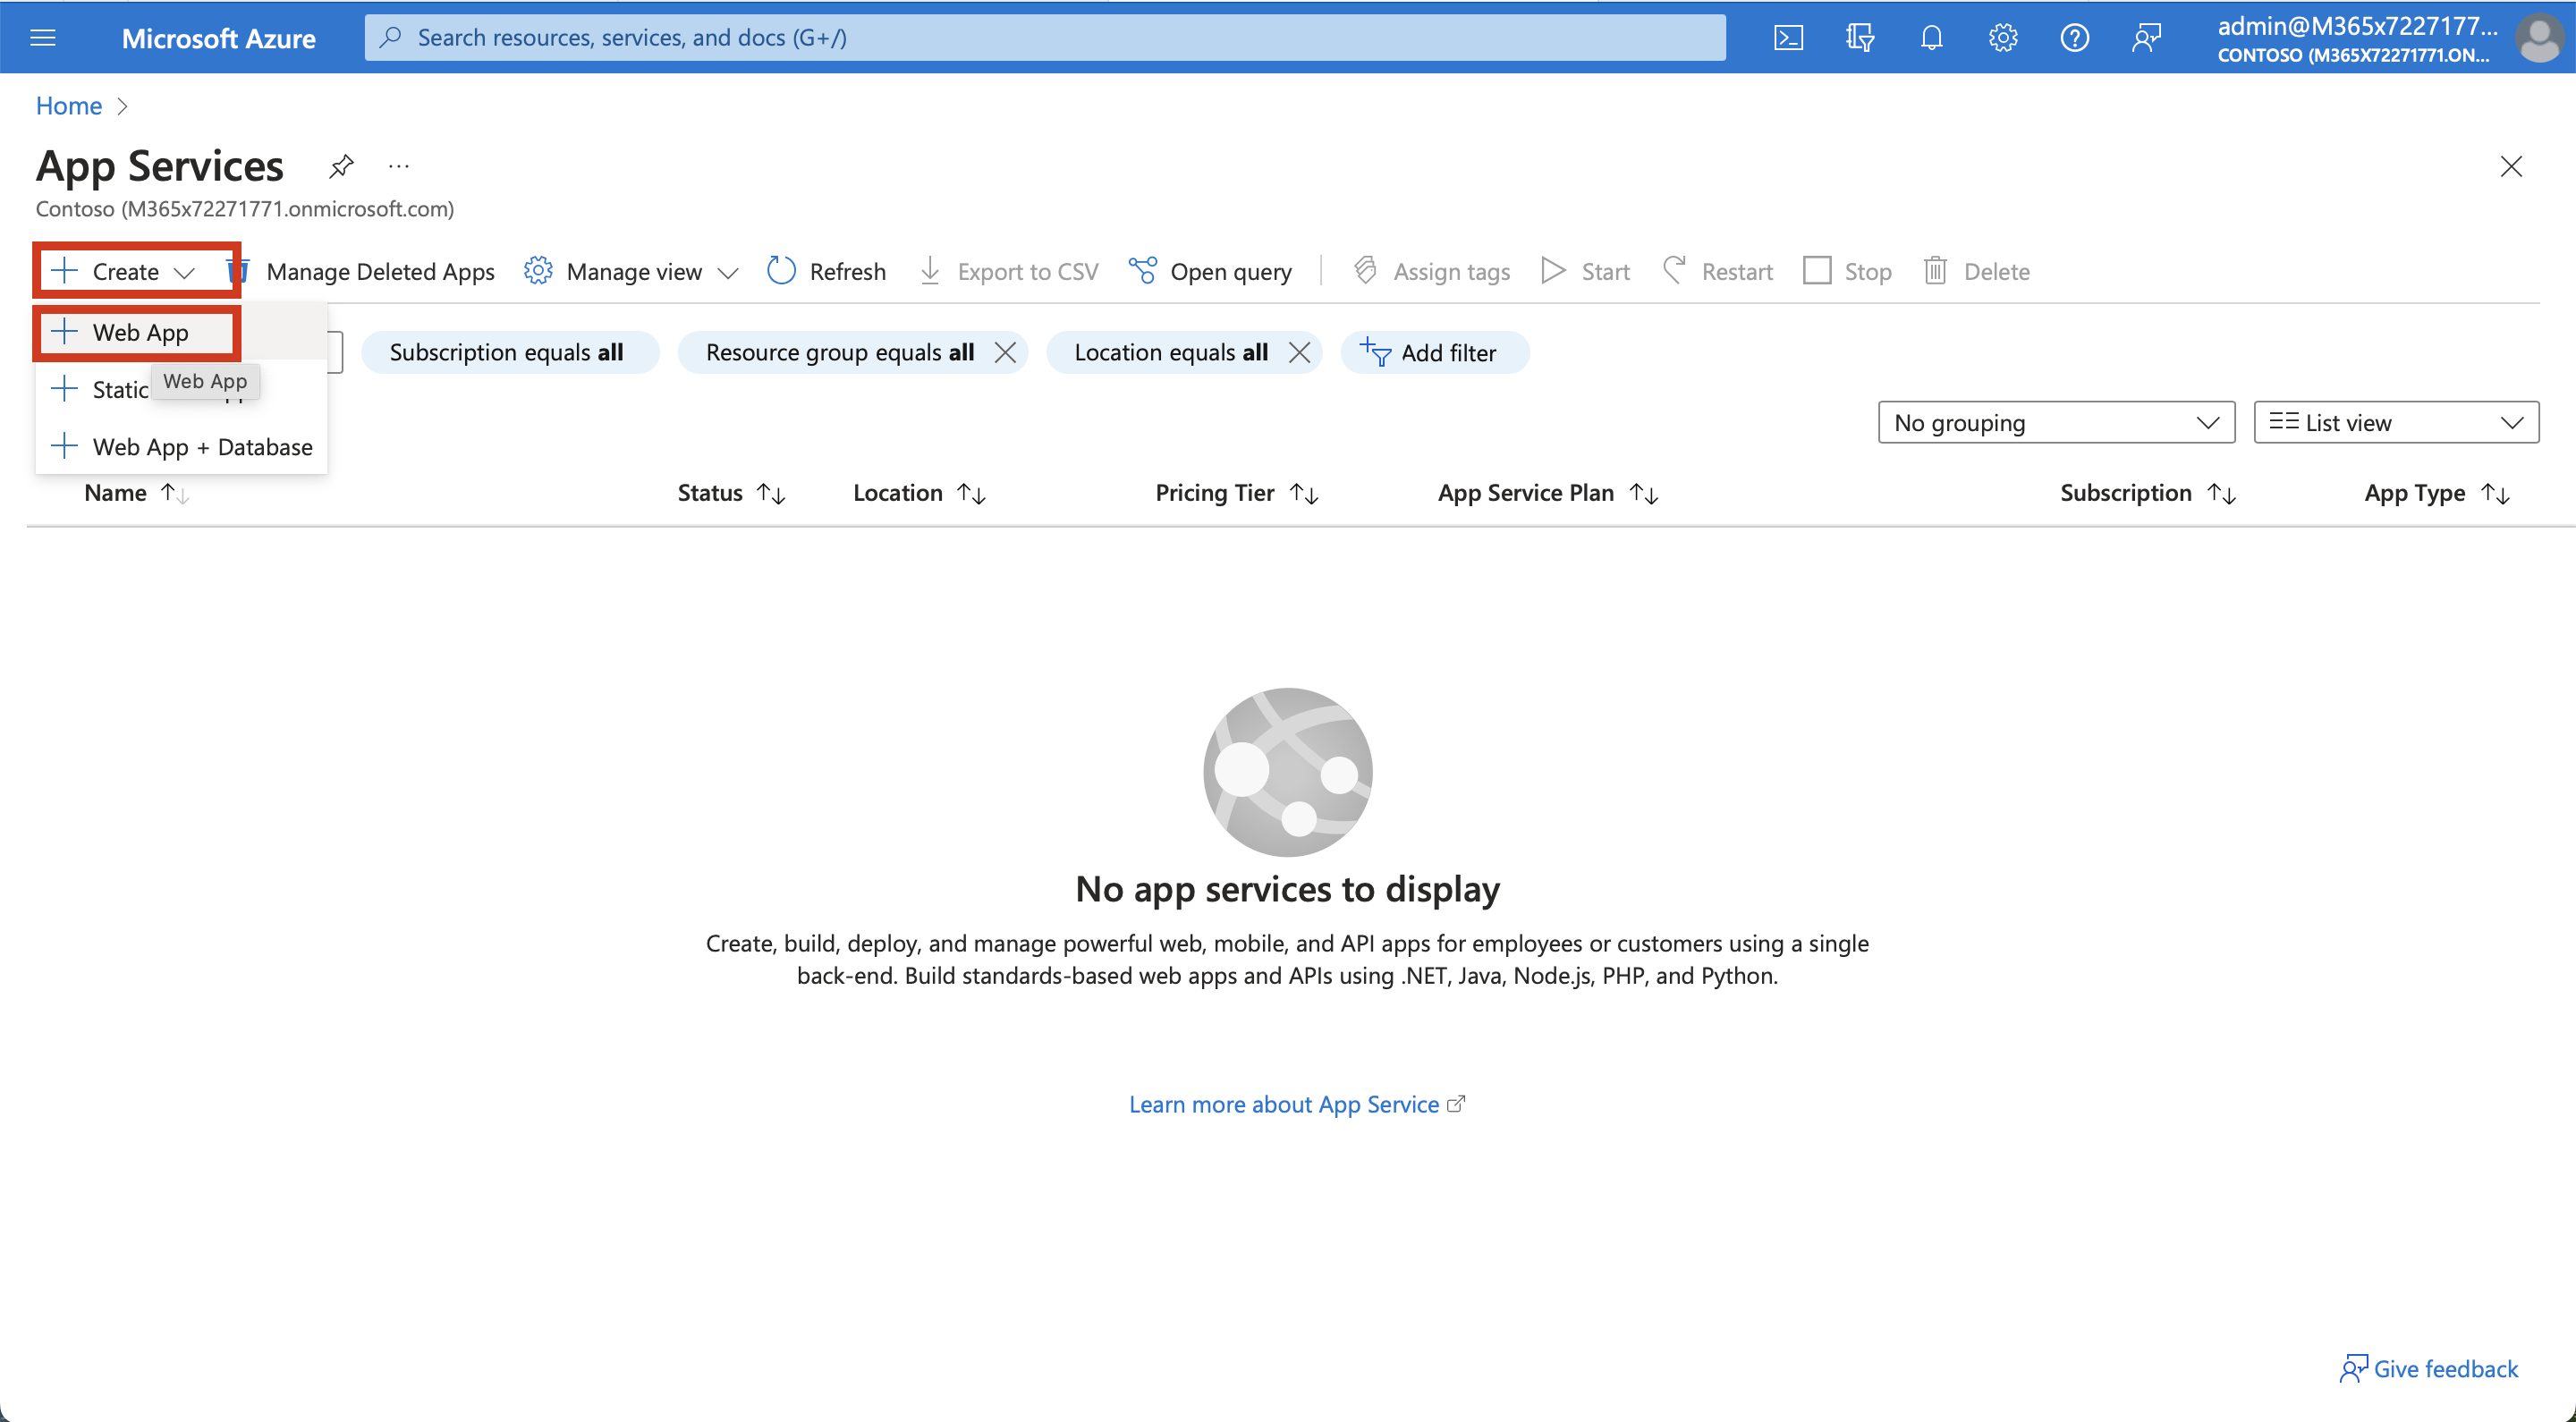 Microsoft Azure
Search resources, services, and docs (G+/)
admin@M365x7227177...
CONTOSO (M365X72271771.ON...
Home
App Services
...
Contoso (M365x72271771.onmicrosoft.com)
Create
Manage Deleted Apps
Manage view
Refresh
Export to CSV
Open query
Assign tags
Start
Restart
Stop
Delete
Web App
Subscription equals all
Resource group equals all
Location equals all
Add filter
Static
Web App
Web App + Database
No grouping
List view
Name
Status
Location
Pricing Tier
App Service Plan
Subscription
App Type
No app services to display
Create, build, deploy, and manage powerful web, mobile, and API apps for employees or customers using a single
back-end. Build standards-based web apps and APIs using .NET, Java, Node.js, PHP, and Python.
Learn more about App Service
Give feedback